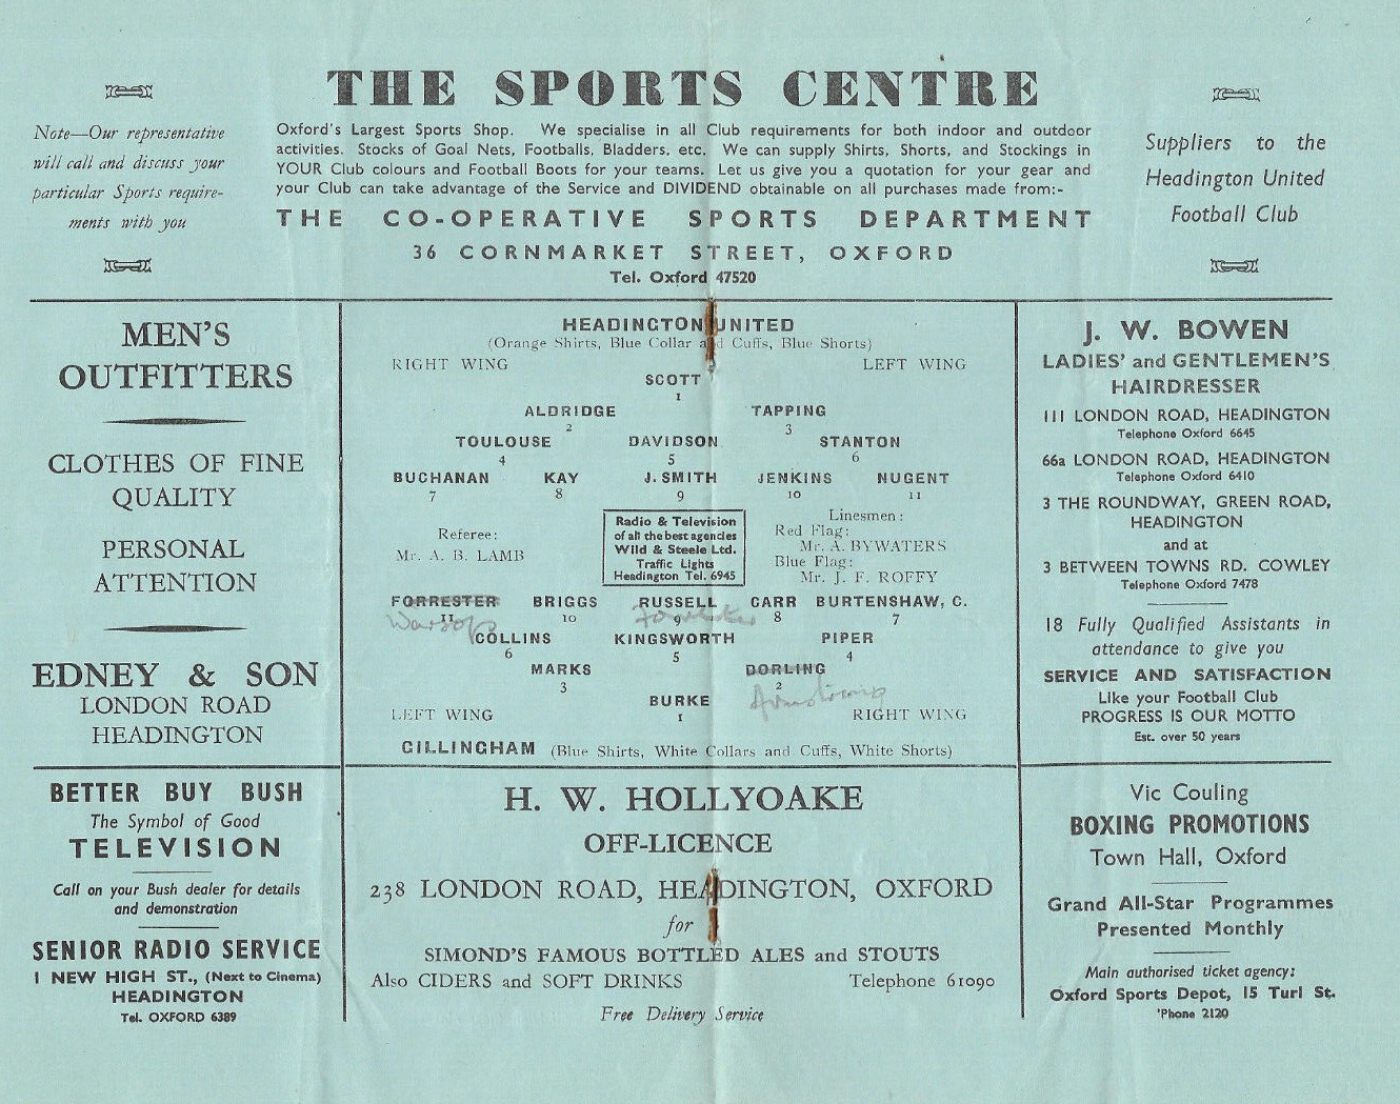 THE SPORTS CENTRE
Note—Our representative
will call and discuss your
particular Sports require-
ments with you
Oxford's Largest Sports Shop. We specialise in all Club requirements for both indoor and outdoor
activities. Stocks of Goal Nets, Footballs, Bladders, etc. We can supply Shirts, Shorts, and Stockings in
YOUR Club colours and Football Boots for your teams. Let us give you a quotation for your gear and
your Club can take advantage of the Service and DIVIDEND obtainable on all purchases made from:-
THE CO-OPERATIVE SPORTS DEPARTMENT
36 CORNMARKET STREET, OXFORD
Tel. Oxford 47520
Suppliers to the
Headington United
Football Club
MEN'S
OUTFITTERS
CLOTHES OF FINE
QUALITY
PERSONAL
ATTENTION
EDNEY & SON
LONDON ROAD
HEADINGTON
HEADINGTON UNITED
(Orange Shirts, Blue Collar and Cuffs, Blue Shorts)
RIGHT WING LEFT WING
SCOTT
1
ALDRIDGE TAPPING
2 3
TOULOUSE DAVIDSON STANTON
4 5 6
BUCHANAN KAY J. SMITH JENKINS NUGENT
7 8 9 10 11
Referee:
Mr. A. B. LAMB
Radio & Television
of all the best agencies
Wild & Steele Ltd.
Traffic Lights
Headington Tel. 6945
Linesmen:
Red Flag:
Mr. A. BYWATERS
Blue Flag:
Mr. J. F. ROFFY
FORRESTER BRIGGS RUSSELL CARR BURTENSHAW, C.
11 10 9 8 7
Warsop Forrester
COLLINS KINGSWORTH PIPER
6 5 4
MARKS DORLING
3 2
Armstrong
BURKE
1
LEFT WING RIGHT WING
GILLINGHAM (Blue Shirts, White Collars and Cuffs, White Shorts)
J. W. BOWEN
LADIES' and GENTLEMEN'S
HAIRDRESSER
111 LONDON ROAD, HEADINGTON
Telephone Oxford 6645
66a LONDON ROAD, HEADINGTON
Telephone Oxford 6410
3 THE ROUNDWAY, GREEN ROAD,
HEADINGTON
and at
3 BETWEEN TOWNS RD. COWLEY
Telephone Oxford 7478
18 Fully Qualified Assistants in
attendance to give you
SERVICE AND SATISFACTION
Like your Football Club
PROGRESS IS OUR MOTTO
Est. over 50 years
BETTER BUY BUSH
The Symbol of Good
TELEVISION
Call on your Bush dealer for details
and demonstration
SENIOR RADIO SERVICE
1 NEW HIGH ST., (Next to Cinema)
HEADINGTON
Tel. OXFORD 6389
H. W. HOLLYOAKE
OFF-LICENCE
238 LONDON ROAD, HEADINGTON, OXFORD
for
SIMOND'S FAMOUS BOTTLED ALES and STOUTS
Also CIDERS and SOFT DRINKS Telephone 61090
Free Delivery Service
Vic Couling
BOXING PROMOTIONS
Town Hall, Oxford
Grand All-Star Programmes
Presented Monthly
Main authorised ticket agency:
Oxford Sports Depot, 15 Turl St.
'Phone 2120